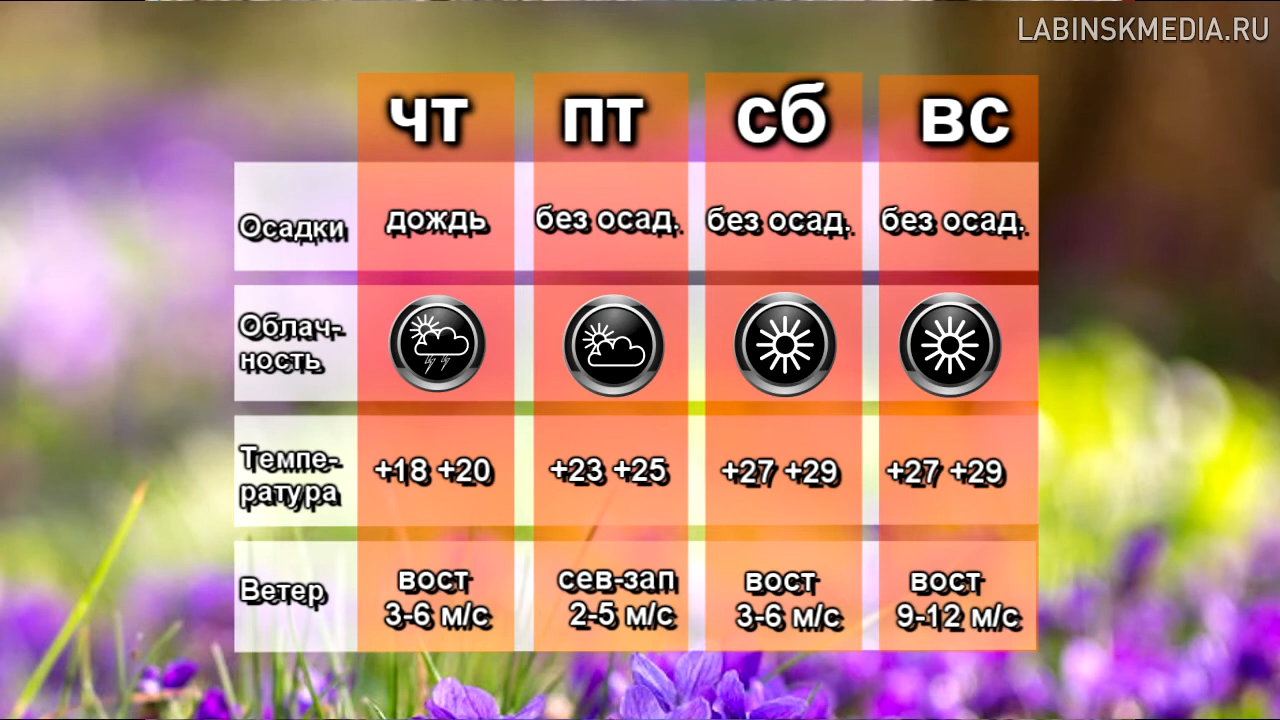 LABINSKMEDIA.RU
чт пт сб вс
Осадки дождь без осад. без осад. без осад.
Облач-
ность
Темпе-
ратура +18 +20 +23 +25 +27 +29 +27 +29
Ветер вост сев-зап вост вост
3-6 м/с 2-5 м/с 3-6 м/с 9-12 м/с